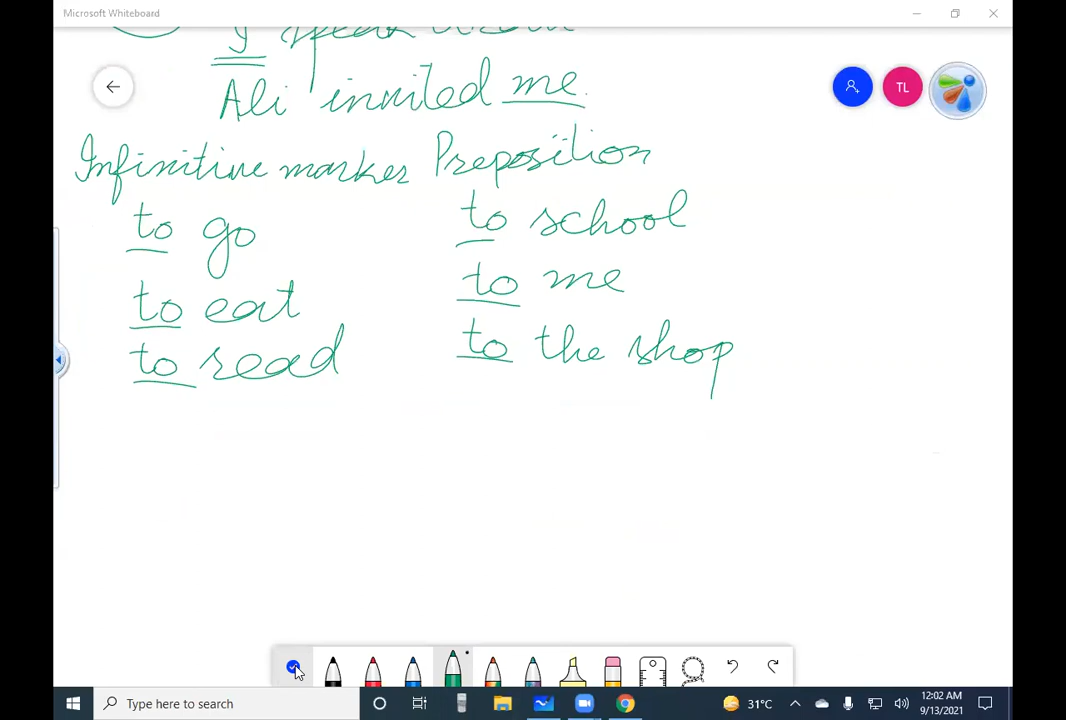 Microsoft Whiteboard
I speak
Ali invited me.
TL
Infinitive marker Preposition
to go to school
to eat to me
to read to the shop
Type here to search
31°C
12:02 AM
9/13/2021